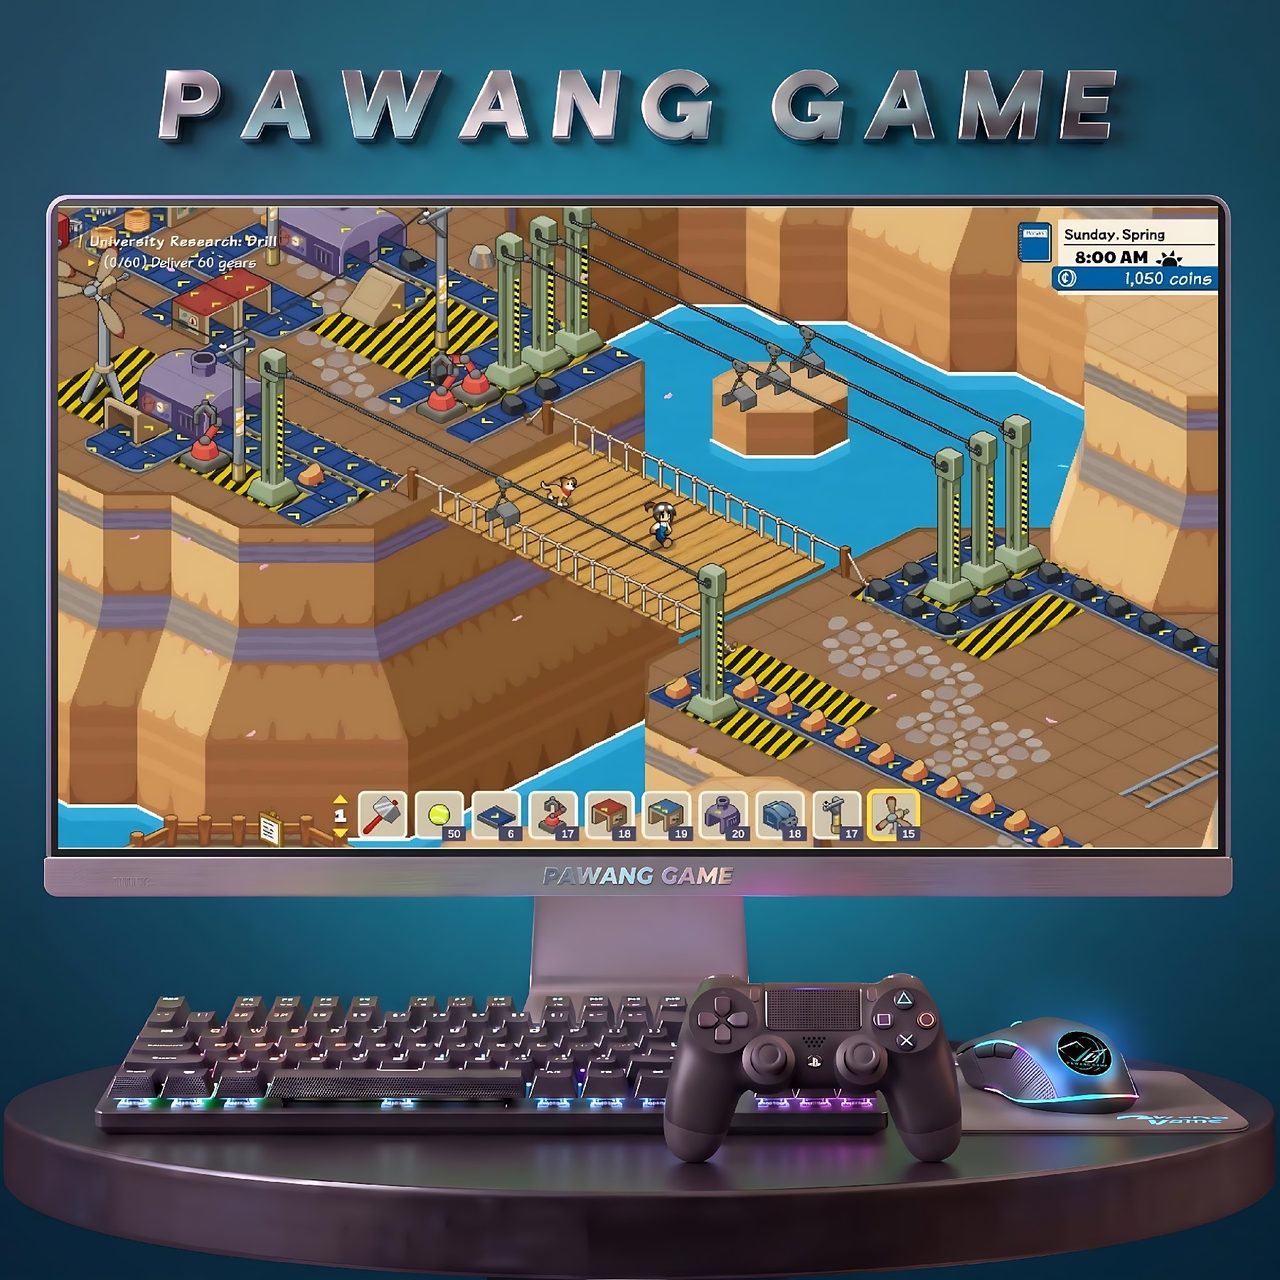 PAWANG GAME
University Research: Drill
(0/60) Deliver 60 gears
Sunday. Spring
8:00 AM
1,050 coins
1
50
6
17
18
19
20
18
17
15
PAWANG GAME